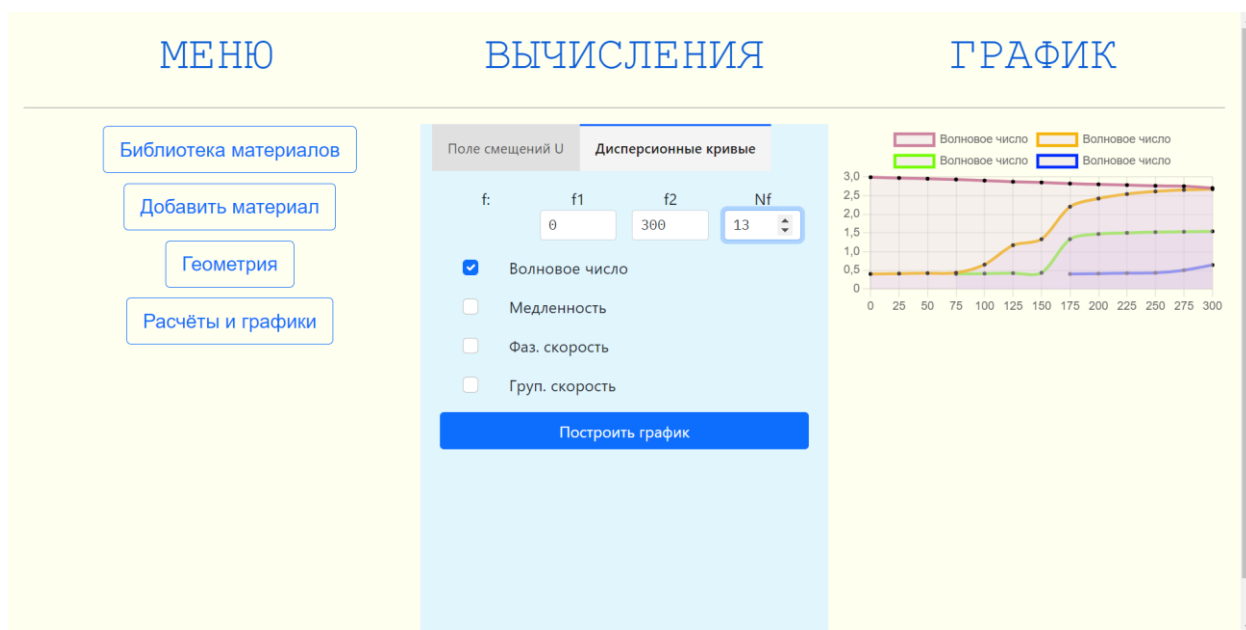 МЕНЮ
ВЫЧИСЛЕНИЯ
ГРАФИК
Библиотека материалов
Добавить материал
Геометрия
Расчёты и графики
Поле смещений U
Дисперсионные кривые
f: f1 f2 Nf
0 300 13
Волновое число
Медленность
Фаз. скорость
Груп. скорость
Построить график
Волновое число Волновое число
Волновое число Волновое число
3,0
2,5
2,0
1,5
1,0
0,5
0
0 25 50 75 100 125 150 175 200 225 250 275 300